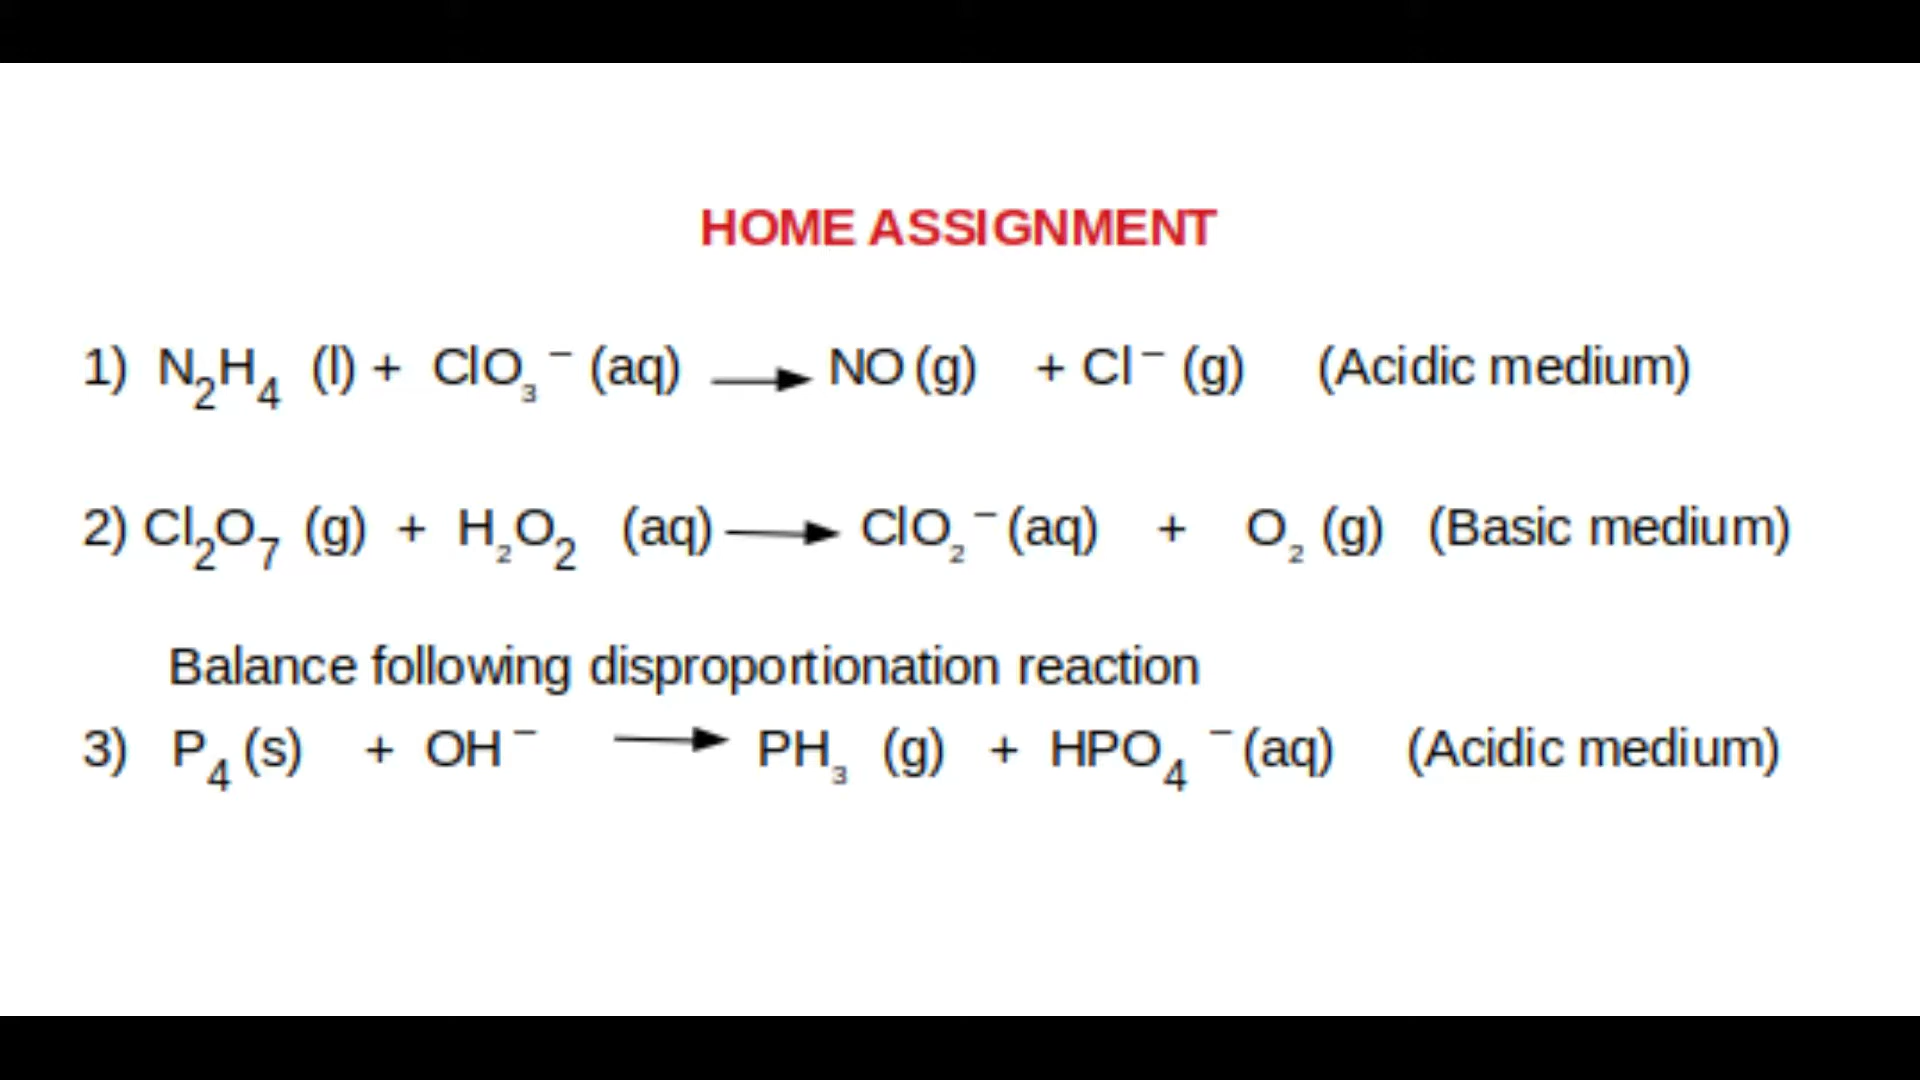 HOME ASSIGNMENT
1) N₂H₄ (l) + ClO₃⁻ (aq) → NO (g) + Cl⁻ (g) (Acidic medium)
2) Cl₂O₇ (g) + H₂O₂ (aq) → ClO₂⁻ (aq) + O₂ (g) (Basic medium)
Balance following disproportionation reaction
3) P₄ (s) + OH⁻ → PH₃ (g) + HPO₄⁻ (aq) (Acidic medium)